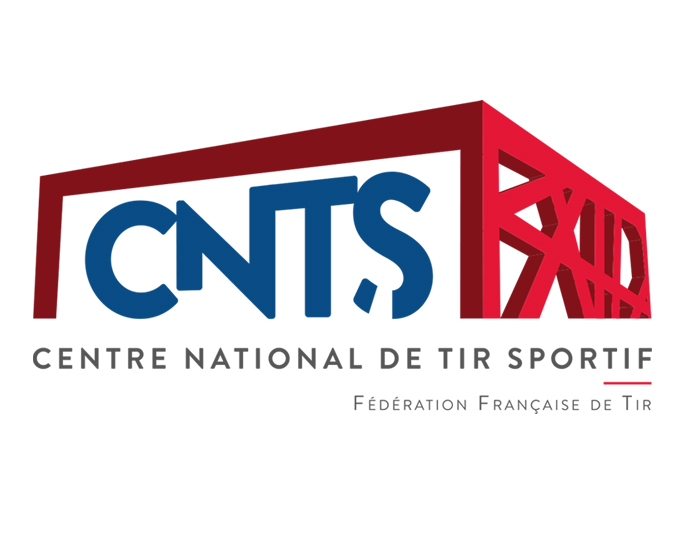 CNTS
CENTRE NATIONAL DE TIR SPORTIF
FÉDÉRATION FRANÇAISE DE TIR